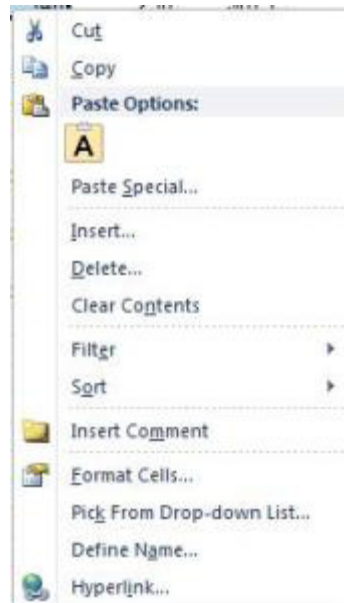 Cut
Copy
Paste Options:
A
Paste Special...
Insert...
Delete...
Clear Contents
Filter
Sort
Insert Comment
Format Cells...
Pick From Drop-down List...
Define Name...
Hyperlink...